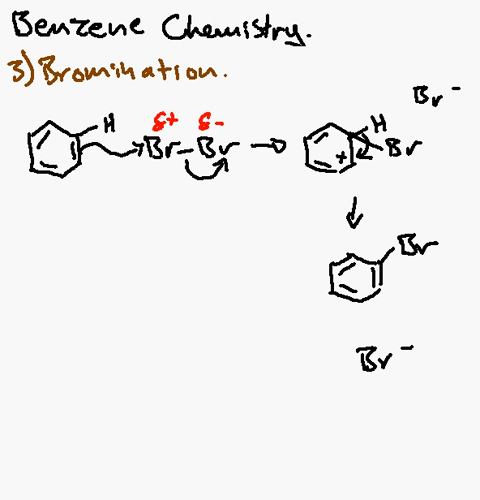 Benzene Chemistry.
3) Bromination.
Br⁻
δ+ δ-
H Br-Br → H Br
+
↓
Br
Br⁻